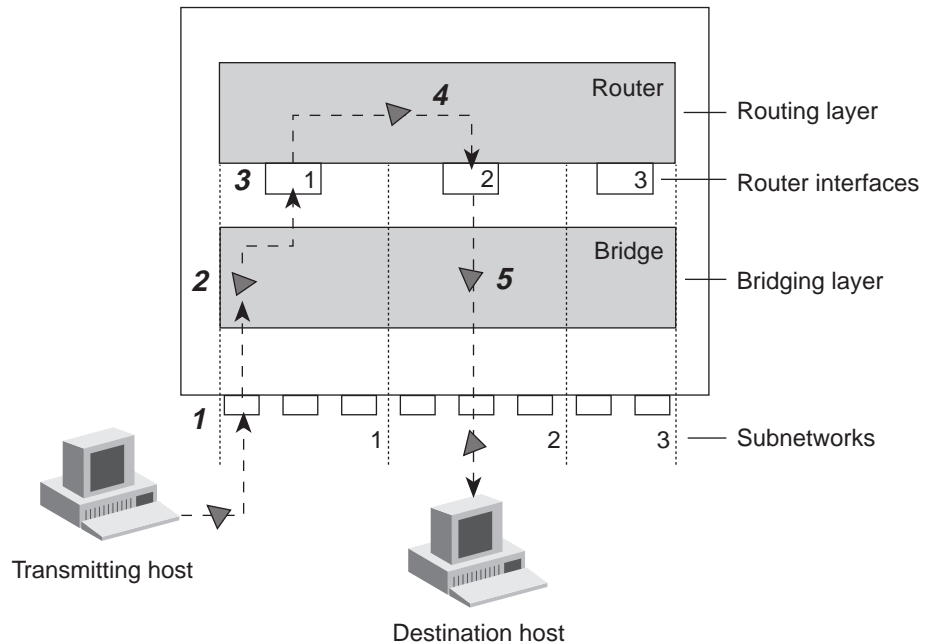 Router
4
Routing layer
3
1
2
3
Router interfaces
Bridge
2
5
Bridging layer
1
1
2
3
Subnetworks
Transmitting host
Destination host